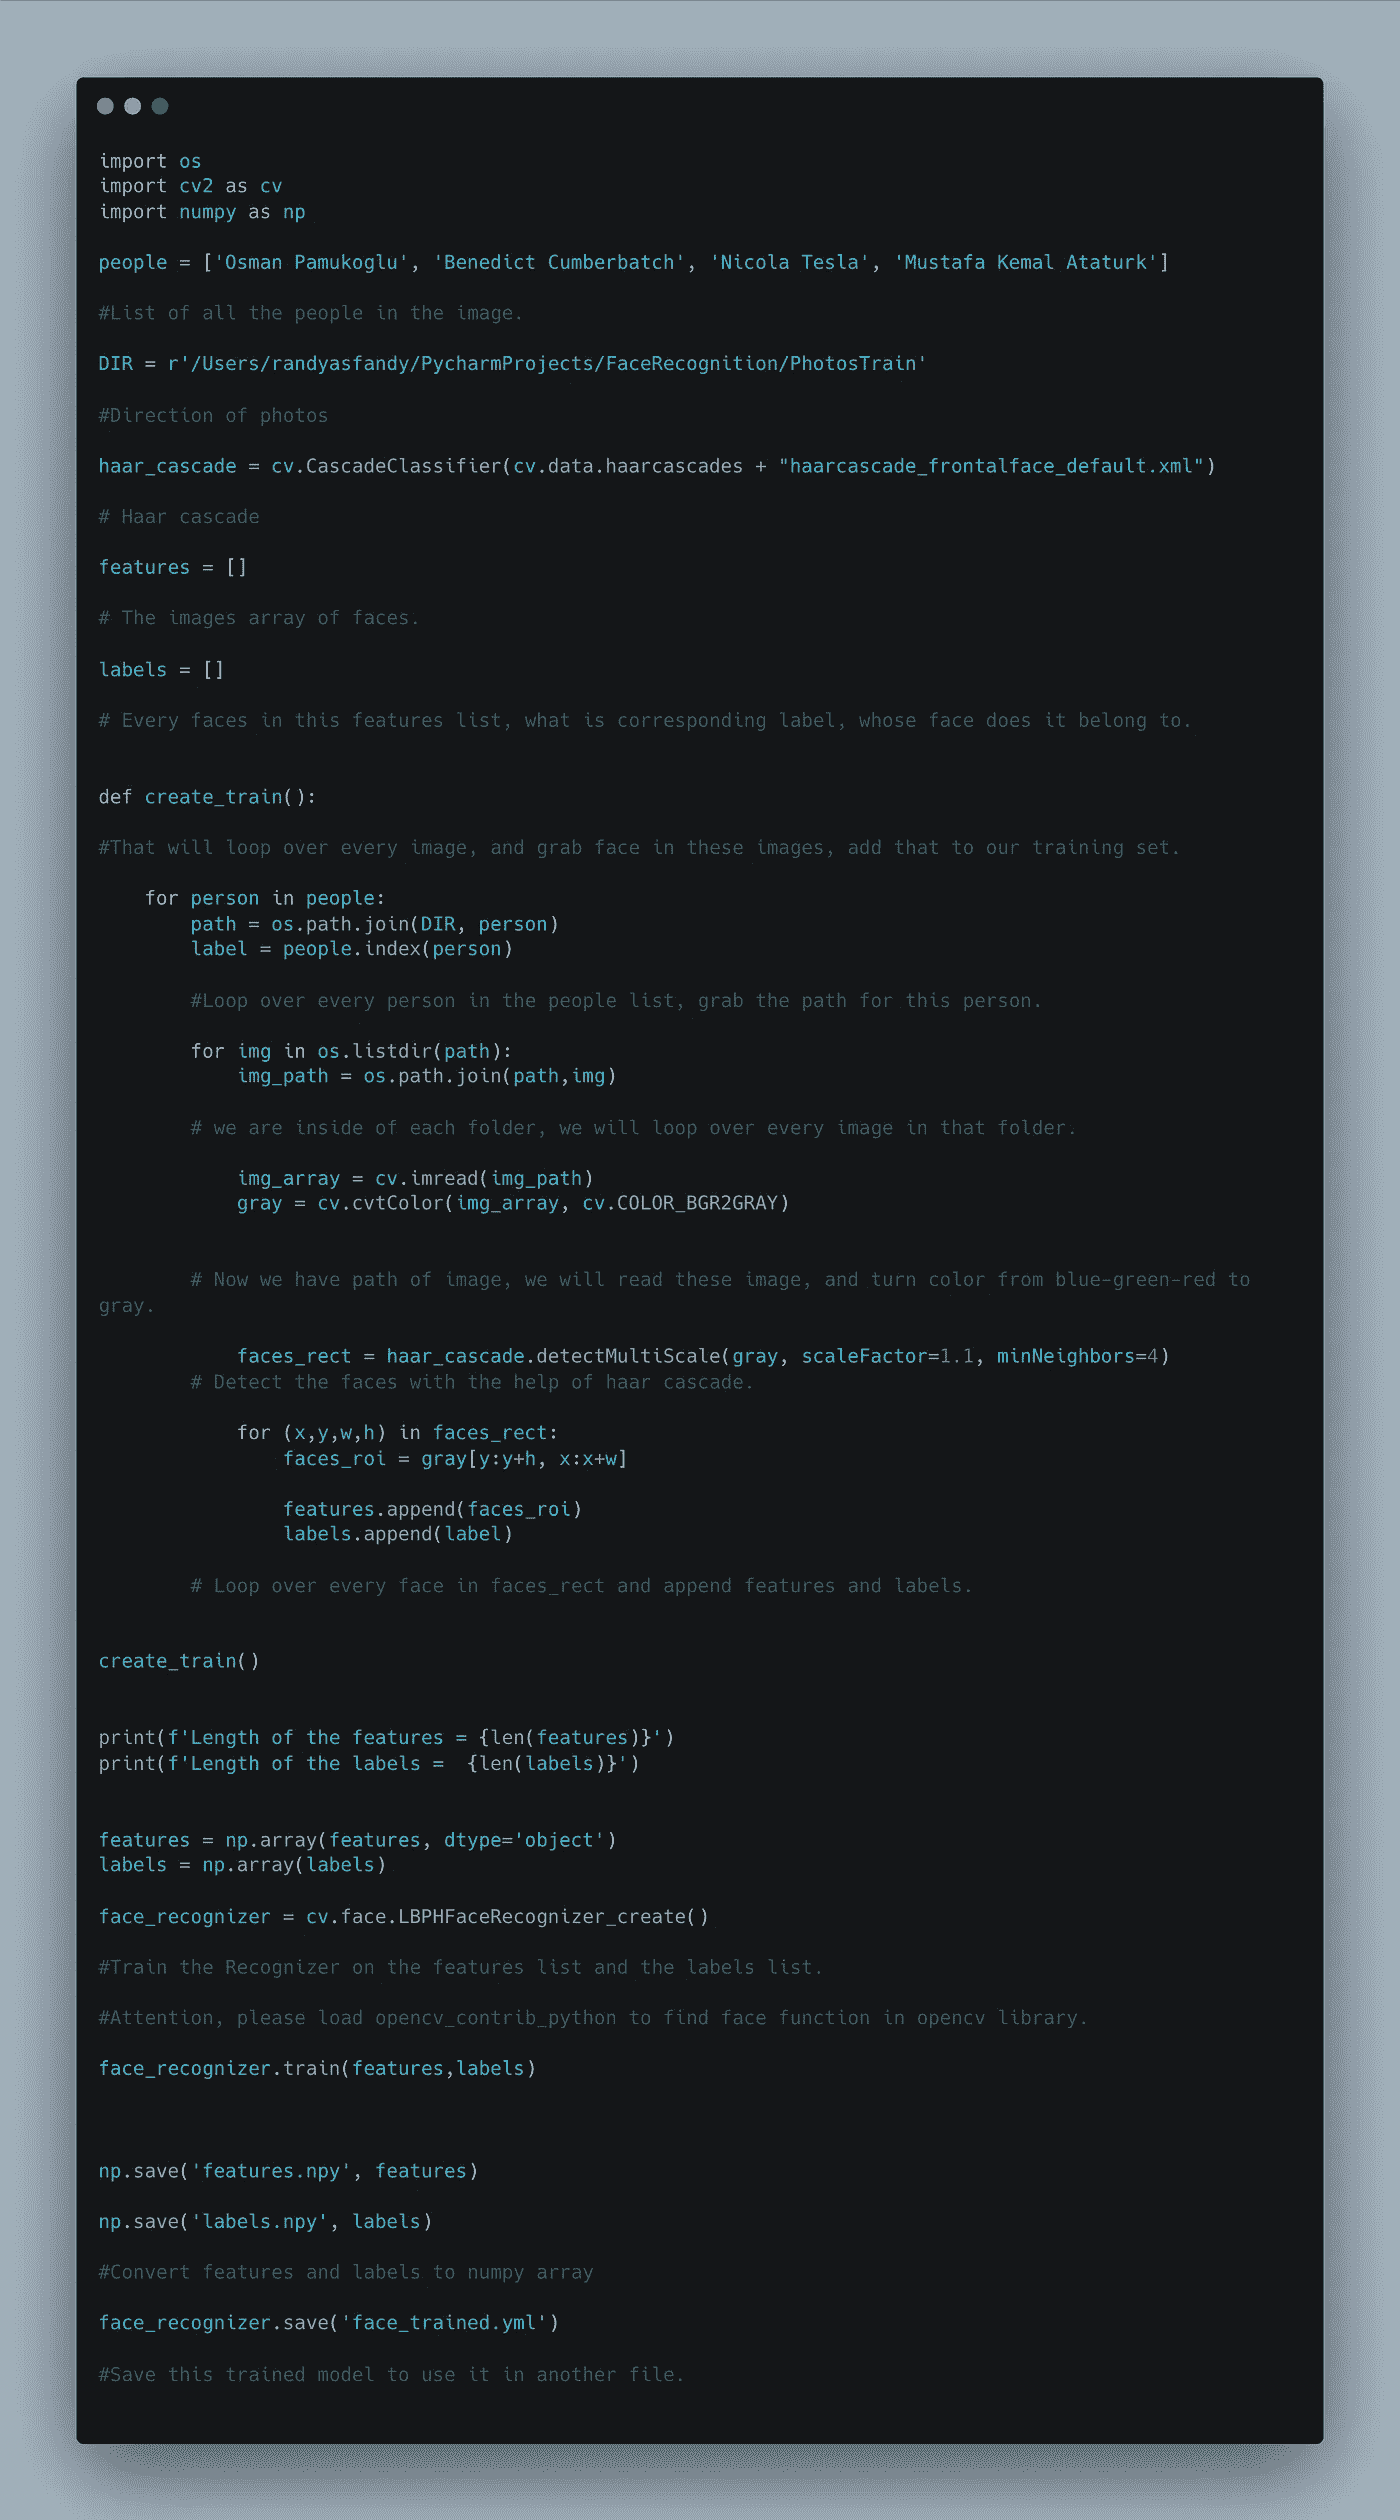 import os
import cv2 as cv
import numpy as np
people = ['Osman Pamukoglu', 'Benedict Cumberbatch', 'Nicola Tesla', 'Mustafa Kemal Ataturk']
#List of all the people in the image.
DIR = r'/Users/randyasfandy/PycharmProjects/FaceRecognition/PhotosTrain'
#Direction of photos
haar_cascade = cv.CascadeClassifier(cv.data.haarcascades + "haarcascade_frontalface_default.xml")
# Haar cascade
features = []
# The images array of faces.
labels = []
# Every faces in this features list, what is corresponding label, whose face does it belong to.
def create_train():
#That will loop over every image, and grab face in these images, add that to our training set.
    for person in people:
        path = os.path.join(DIR, person)
        label = people.index(person)
        #Loop over every person in the people list, grab the path for this person.
        for img in os.listdir(path):
            img_path = os.path.join(path,img)
        # we are inside of each folder, we will loop over every image in that folder.
            img_array = cv.imread(img_path)
            gray = cv.cvtColor(img_array, cv.COLOR_BGR2GRAY)
        # Now we have path of image, we will read these image, and turn color from blue-green-red to
gray.
            faces_rect = haar_cascade.detectMultiScale(gray, scaleFactor=1.1, minNeighbors=4)
        # Detect the faces with the help of haar cascade.
            for (x,y,w,h) in faces_rect:
                faces_roi = gray[y:y+h, x:x+w]
                features.append(faces_roi)
                labels.append(label)
        # Loop over every face in faces_rect and append features and labels.
create_train()
print(f'Length of the features = {len(features)}')
print(f'Length of the labels =  {len(labels)}')
features = np.array(features, dtype='object')
labels = np.array(labels)
face_recognizer = cv.face.LBPHFaceRecognizer_create()
#Train the Recognizer on the features list and the labels list.
#Attention, please load opencv_contrib_python to find face function in opencv library.
face_recognizer.train(features,labels)
np.save('features.npy', features)
np.save('labels.npy', labels)
#Convert features and labels to numpy array
face_recognizer.save('face_trained.yml')
#Save this trained model to use it in another file.